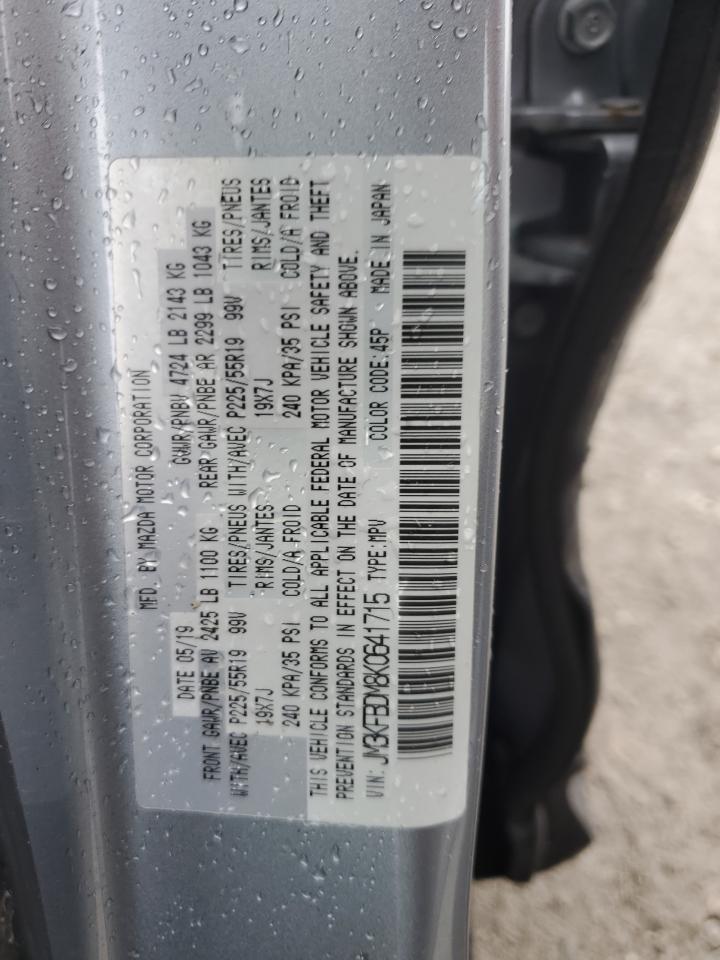 MFD. BY MAZDA MOTOR CORPORATION
DATE 05/19 GVWR/PNBV 4724 LB 2143 KG
FRONT GAWR/PNBE AV 2425 LB 1100 KG REAR GAWR/PNBE AR 2299 LB 1043 KG
WITH/AVEC P225/55R19 99V TIRES/PNEUS WITH/AVEC P225/55R19 99V TIRES/PNEUS
19X7J RIMS/JANTES 19X7J RIMS/JANTES
240 KPA/35 PSI COLD/A FROID 240 KPA/35 PSI COLD/A FROID
THIS VEHICLE CONFORMS TO ALL APPLICABLE FEDERAL MOTOR VEHICLE SAFETY AND THEFT
PREVENTION STANDARDS IN EFFECT ON THE DATE OF MANUFACTURE SHOWN ABOVE.
VIN: JM3KFBDM8K0641715 TYPE:MPV COLOR CODE:45P MADE IN JAPAN